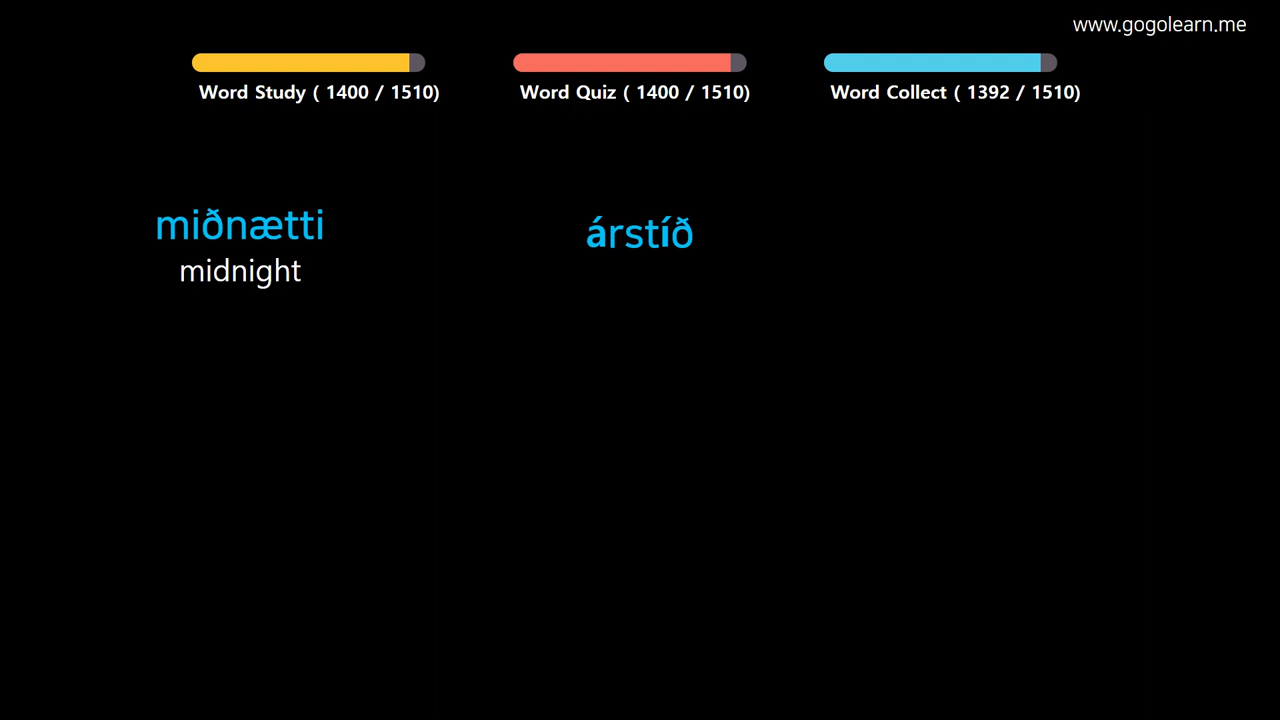 www.gogolearn.me
Word Study ( 1400 / 1510)
Word Quiz ( 1400 / 1510)
Word Collect ( 1392 / 1510)
miðnætti
midnight
árstíð